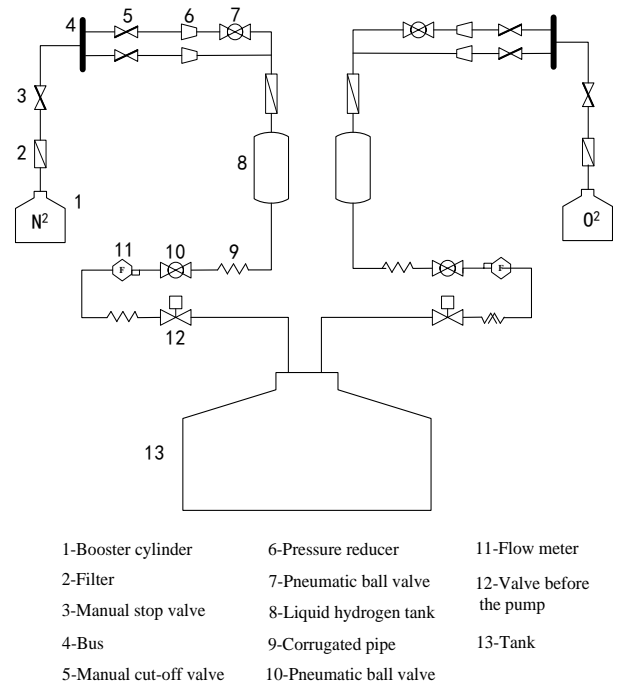 4 5 6 7
3
2
8
1
N² O²
11 10 9
F F
12
13
1-Booster cylinder 6-Pressure reducer 11-Flow meter
2-Filter 7-Pneumatic ball valve 12-Valve before
the pump
3-Manual stop valve 8-Liquid hydrogen tank
4-Bus 9-Corrugated pipe 13-Tank
5-Manual cut-off valve 10-Pneumatic ball valve